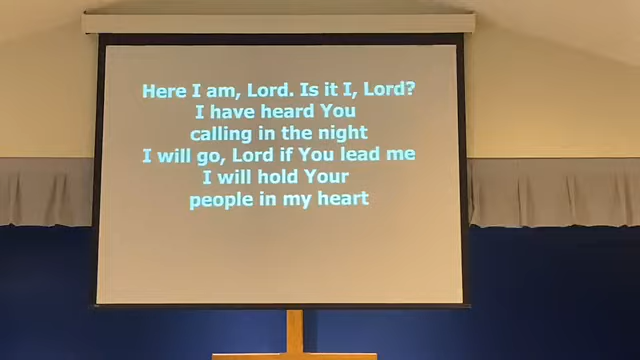 Here I am, Lord. Is it I, Lord?
I have heard You
calling in the night
I will go, Lord if You lead me
I will hold Your
people in my heart